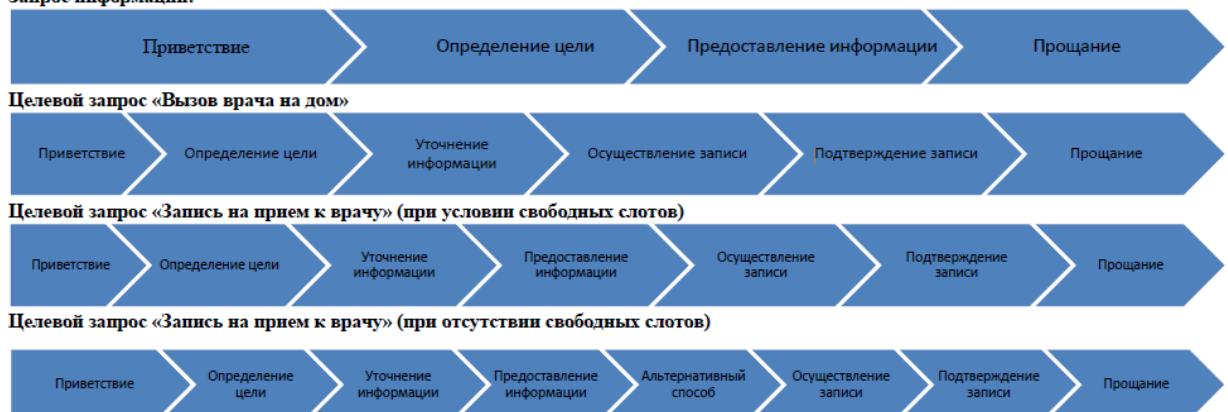 Запрос информации:
Приветствие Определение цели Предоставление информации Прощание
Целевой запрос «Вызов врача на дом»
Приветствие Определение цели Уточнение информации Осуществление записи Подтверждение записи Прощание
Целевой запрос «Запись на прием к врачу» (при условии свободных слотов)
Приветствие Определение цели Уточнение информации Предоставление информации Осуществление записи Подтверждение записи Прощание
Целевой запрос «Запись на прием к врачу» (при отсутствии свободных слотов)
Приветствие Определение цели Уточнение информации Предоставление информации Альтернативный способ Осуществление записи Подтверждение записи Прощание